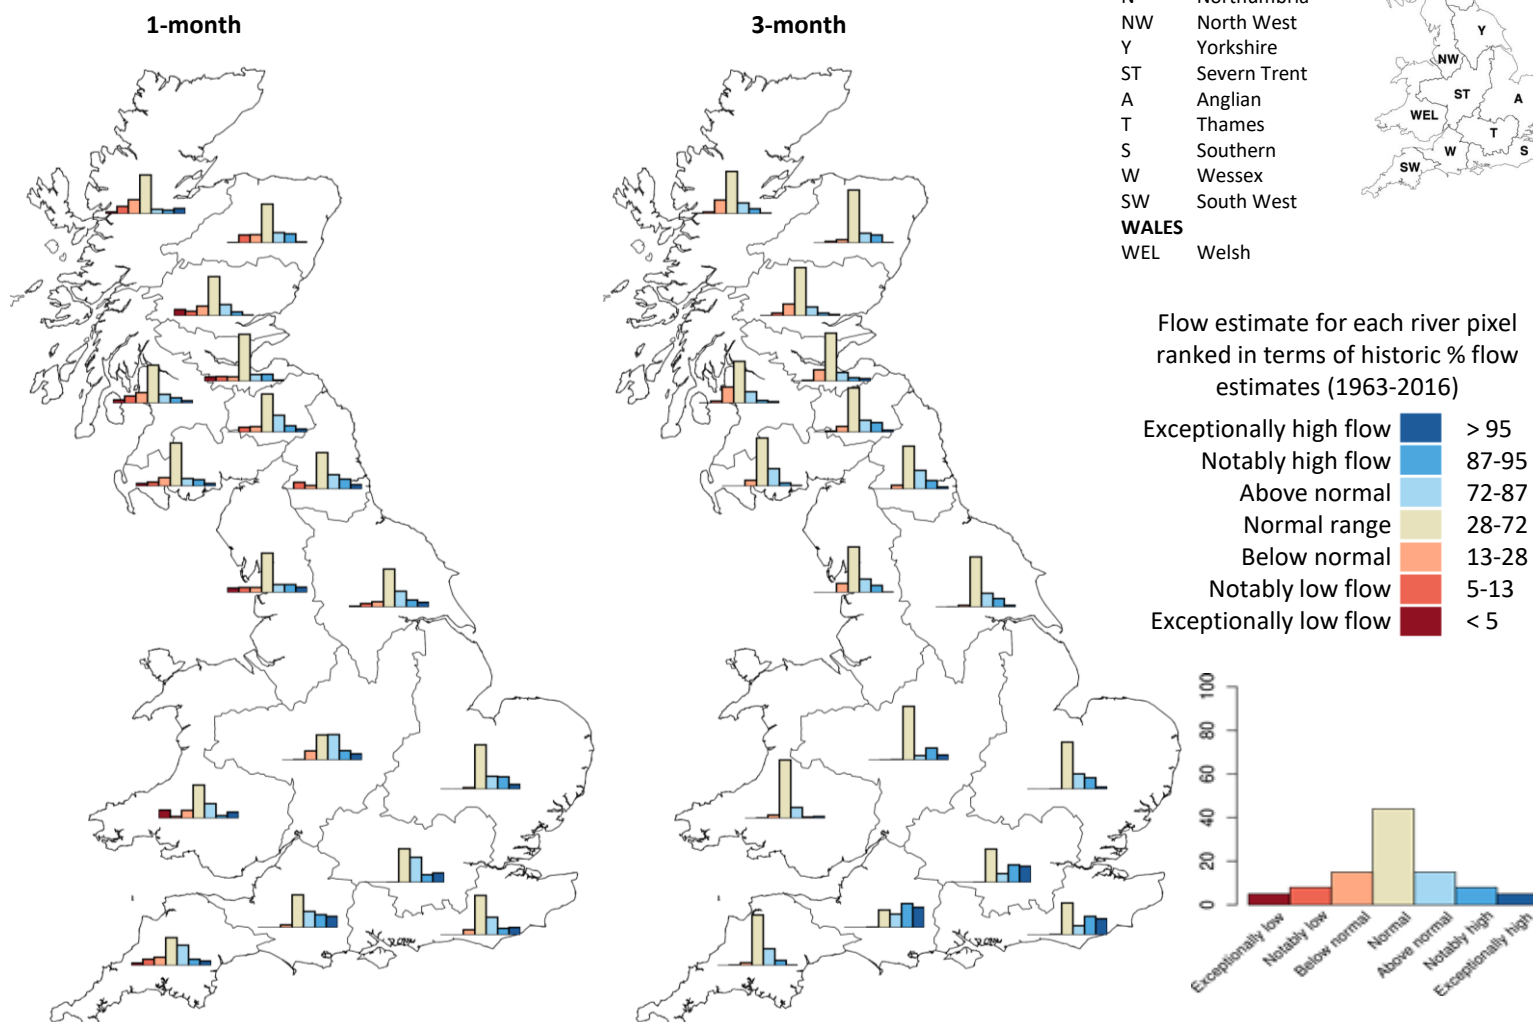 1-month
3-month
N Northumbria
NW North West
Y Yorkshire
ST Severn Trent
A Anglian
T Thames
S Southern
W Wessex
SW South West
WALES
WEL Welsh
Y
NW
ST
A
WEL
T
W
S
SW
Flow estimate for each river pixel
ranked in terms of historic % flow
estimates (1963-2016)
Exceptionally high flow > 95
Notably high flow 87-95
Above normal 72-87
Normal range 28-72
Below normal 13-28
Notably low flow 5-13
Exceptionally low flow < 5
100
80
60
40
20
0
Exceptionally low
Notably low
Below normal
Normal
Above normal
Notably high
Exceptionally high